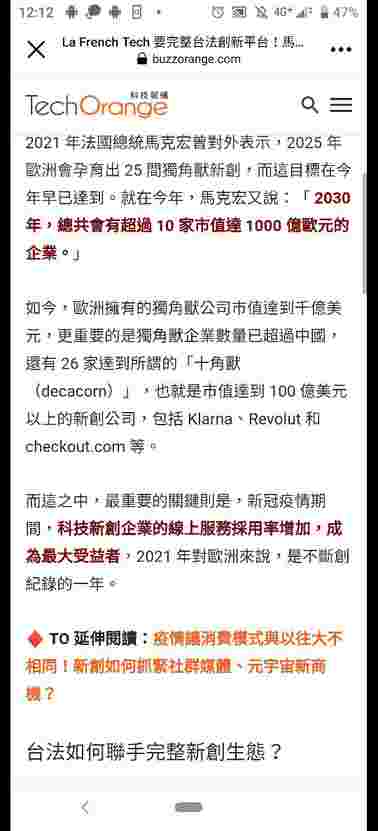 12:12
4G+
47%
La French Tech 要完整台法創新平台！馬...
buzzorange.com
科技報橘
TechOrange
2021 年法國總統馬克宏曾對外表示，2025 年
歐洲會孕育出 25 間獨角獸新創，而這目標在今
年早已達到。就在今年，馬克宏又說：「 2030
年，總共會有超過 10 家市值達 1000 億歐元的
企業。」
如今，歐洲擁有的獨角獸公司市值達到千億美
元，更重要的是獨角獸企業數量已超過中國，
還有 26 家達到所謂的「十角獸
（decacorn）」，也就是市值達到 100 億美元
以上的新創公司，包括 Klarna、Revolut 和
checkout.com 等。
而這之中，最重要的關鍵則是，新冠疫情期
間，科技新創企業的線上服務採用率增加，成
為最大受益者，2021 年對歐洲來說，是不斷創
紀錄的一年。
TO 延伸閱讀：疫情讓消費模式與以往大不
相同！新創如何抓緊社群媒體、元宇宙新商
機？
台法如何聯手完整新創生態？